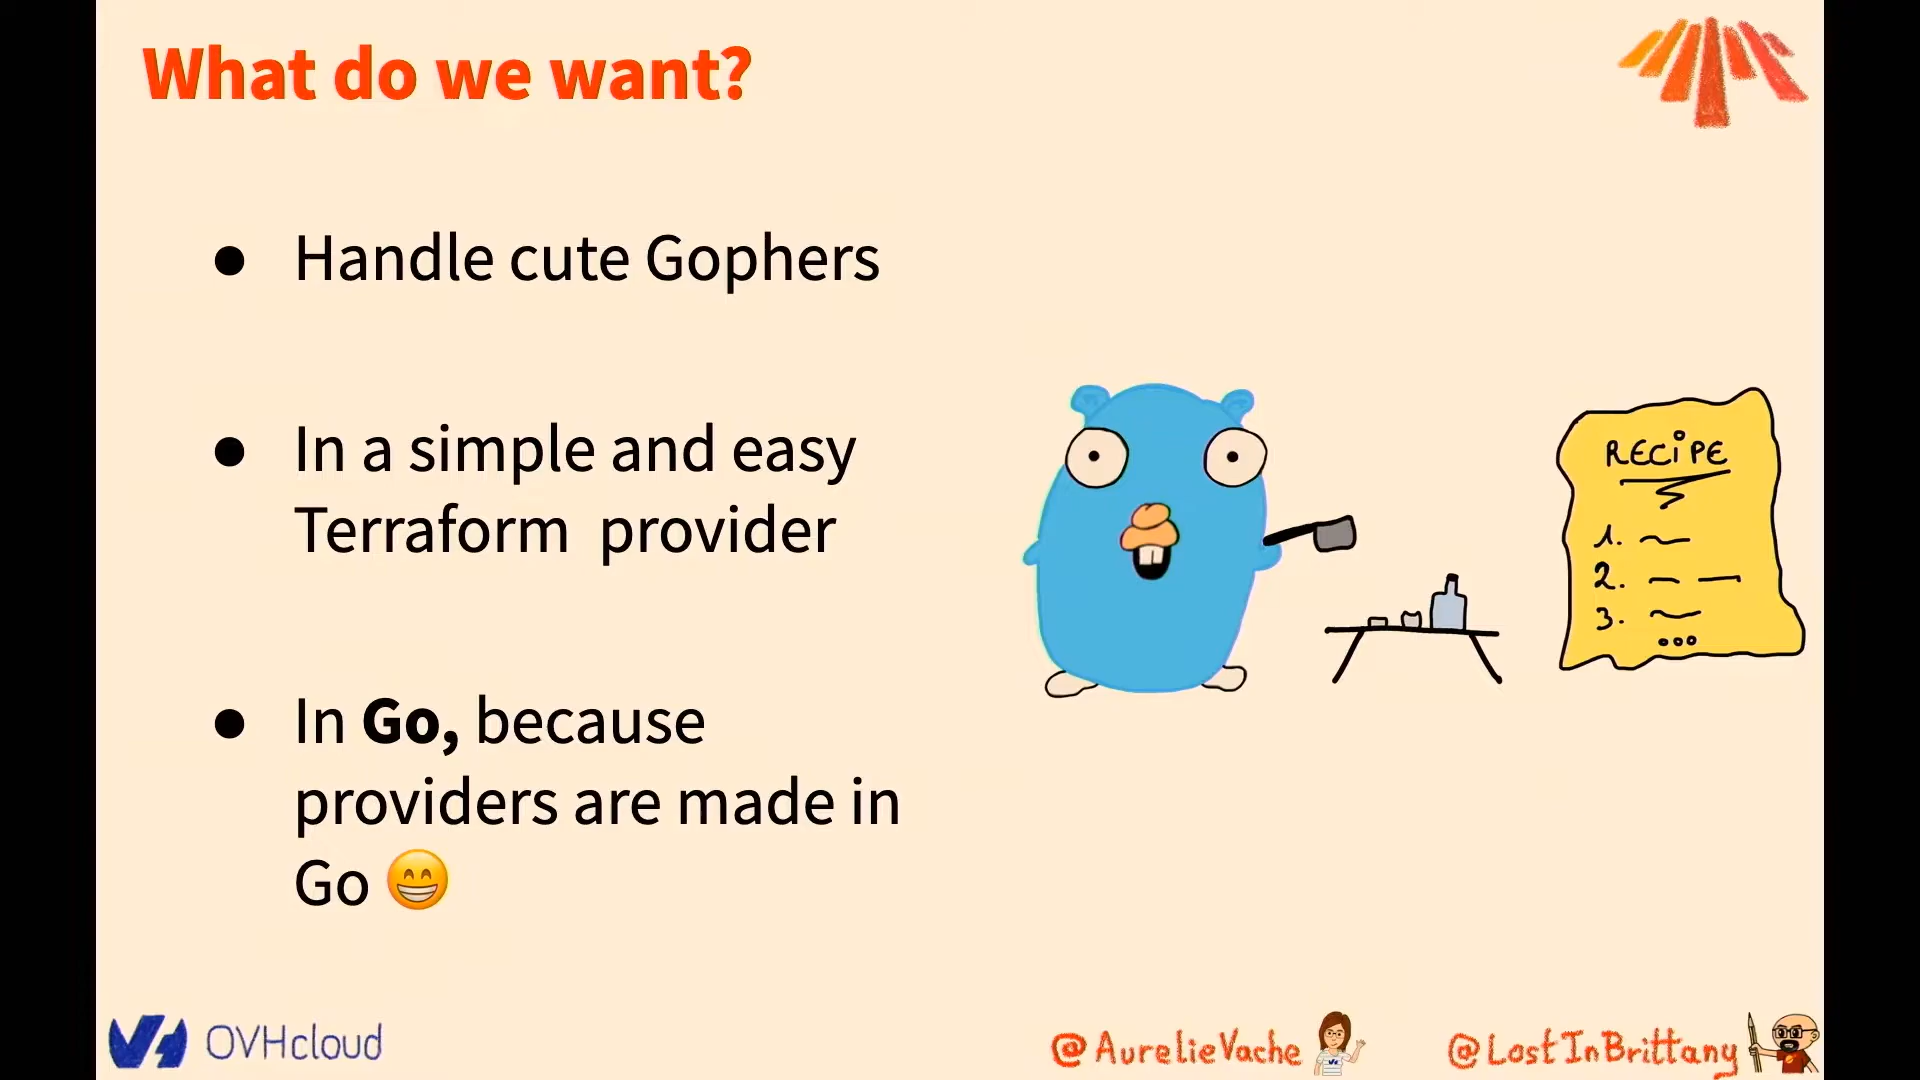 What do we want?
● Handle cute Gophers
● In a simple and easy
Terraform provider
● In Go, because
providers are made in
Go 😁
RECIPE
1.
2.
3.
...
OVHcloud
@AurelieVache
@LostInBrittany